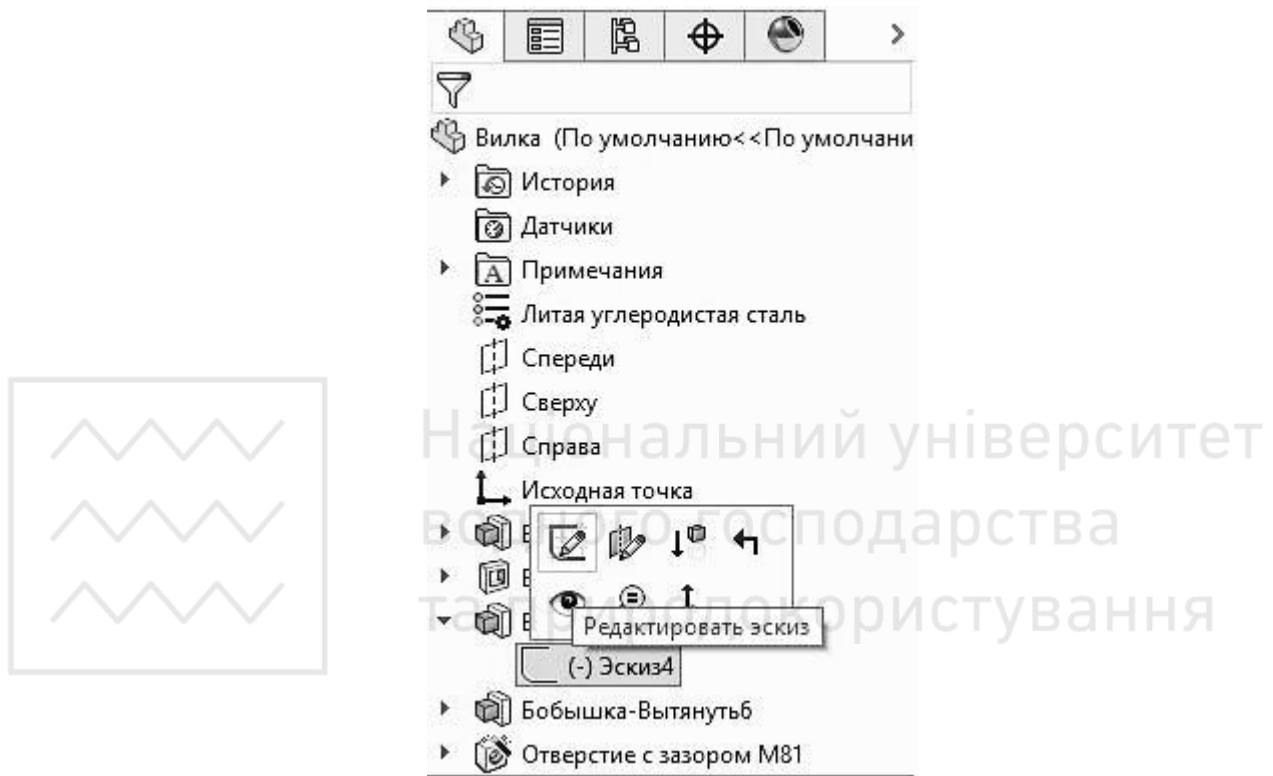 Вилка (По умолчанию<<По умолчани
История
Датчики
A Примечания
Литая углеродистая сталь
Спереди
Сверху
Справа
Національний університет
Исходная точка
водного господарства
та природокористування
Редактировать эскиз
(-) Эскиз4
Бобышка-Вытянуть6
Отверстие с зазором М81